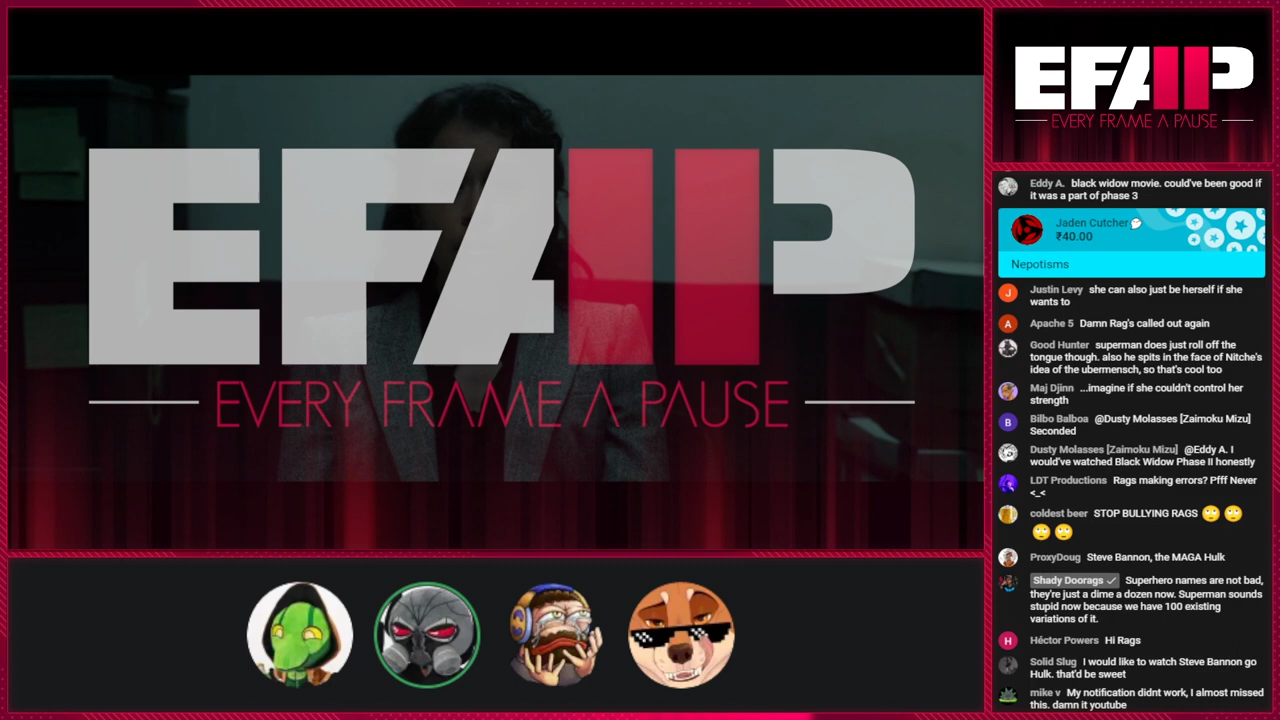 EFAP
EVERY FRAME A PAUSE
EFAP
EVERY FRAME A PAUSE
Eddy A. black widow movie. could've been good if
it was a part of phase 3
Jaden Cutcher
₹40.00
Nepotisms
Justin Levy she can also just be herself if she
wants to
Apache 5 Damn Rag's called out again
Good Hunter superman does just roll off the
tongue though. also he spits in the face of Nitche's
idea of the ubermensch, so that's cool too
Maj Djinn ...imagine if she couldn't control her
strength
Bilbo Balboa @Dusty Molasses [Zaimoku Mizu]
Seconded
Dusty Molasses [Zaimoku Mizu] @Eddy A. I
would've watched Black Widow Phase II honestly
LDT Productions Rags making errors? Pfff Never
<_<
coldest beer STOP BULLYING RAGS 🙄 🙄
🙄 🙄
ProxyDoug Steve Bannon, the MAGA Hulk
Shady Doorags Superhero names are not bad,
they're just a dime a dozen now. Superman sounds
stupid now because we have 100 existing
variations of it.
Héctor Powers Hi Rags
Solid Slug I would like to watch Steve Bannon go
Hulk. that'd be sweet
mike v My notification didnt work, I almost missed
this. damn it youtube
J
A
B
H